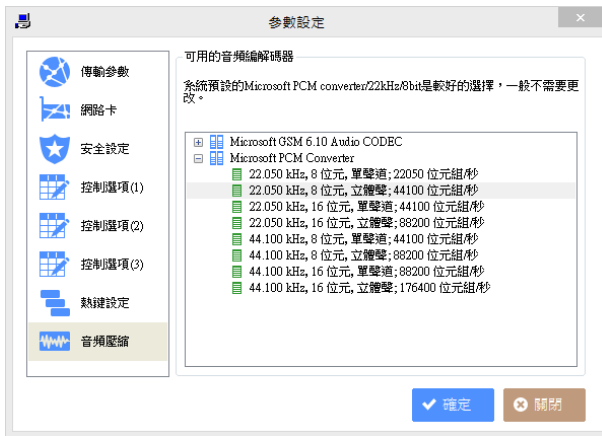 參數設定
傳輸參數
網路卡
安全設定
控制選項(1)
控制選項(2)
控制選項(3)
熱鍵設定
音頻壓縮
可用的音頻編解碼器
系統預設的Microsoft PCM converter/22kHz/8bit是較好的選擇，一般不需要更
改。
Microsoft GSM 6.10 Audio CODEC
Microsoft PCM Converter
22.050 kHz, 8 位元, 單聲道; 22050 位元組/秒
22.050 kHz, 8 位元, 立體聲; 44100 位元組/秒
22.050 kHz, 16 位元, 單聲道; 44100 位元組/秒
22.050 kHz, 16 位元, 立體聲; 88200 位元組/秒
44.100 kHz, 8 位元, 單聲道; 44100 位元組/秒
44.100 kHz, 8 位元, 立體聲; 88200 位元組/秒
44.100 kHz, 16 位元, 單聲道; 88200 位元組/秒
44.100 kHz, 16 位元, 立體聲; 176400 位元組/秒
確定
關閉